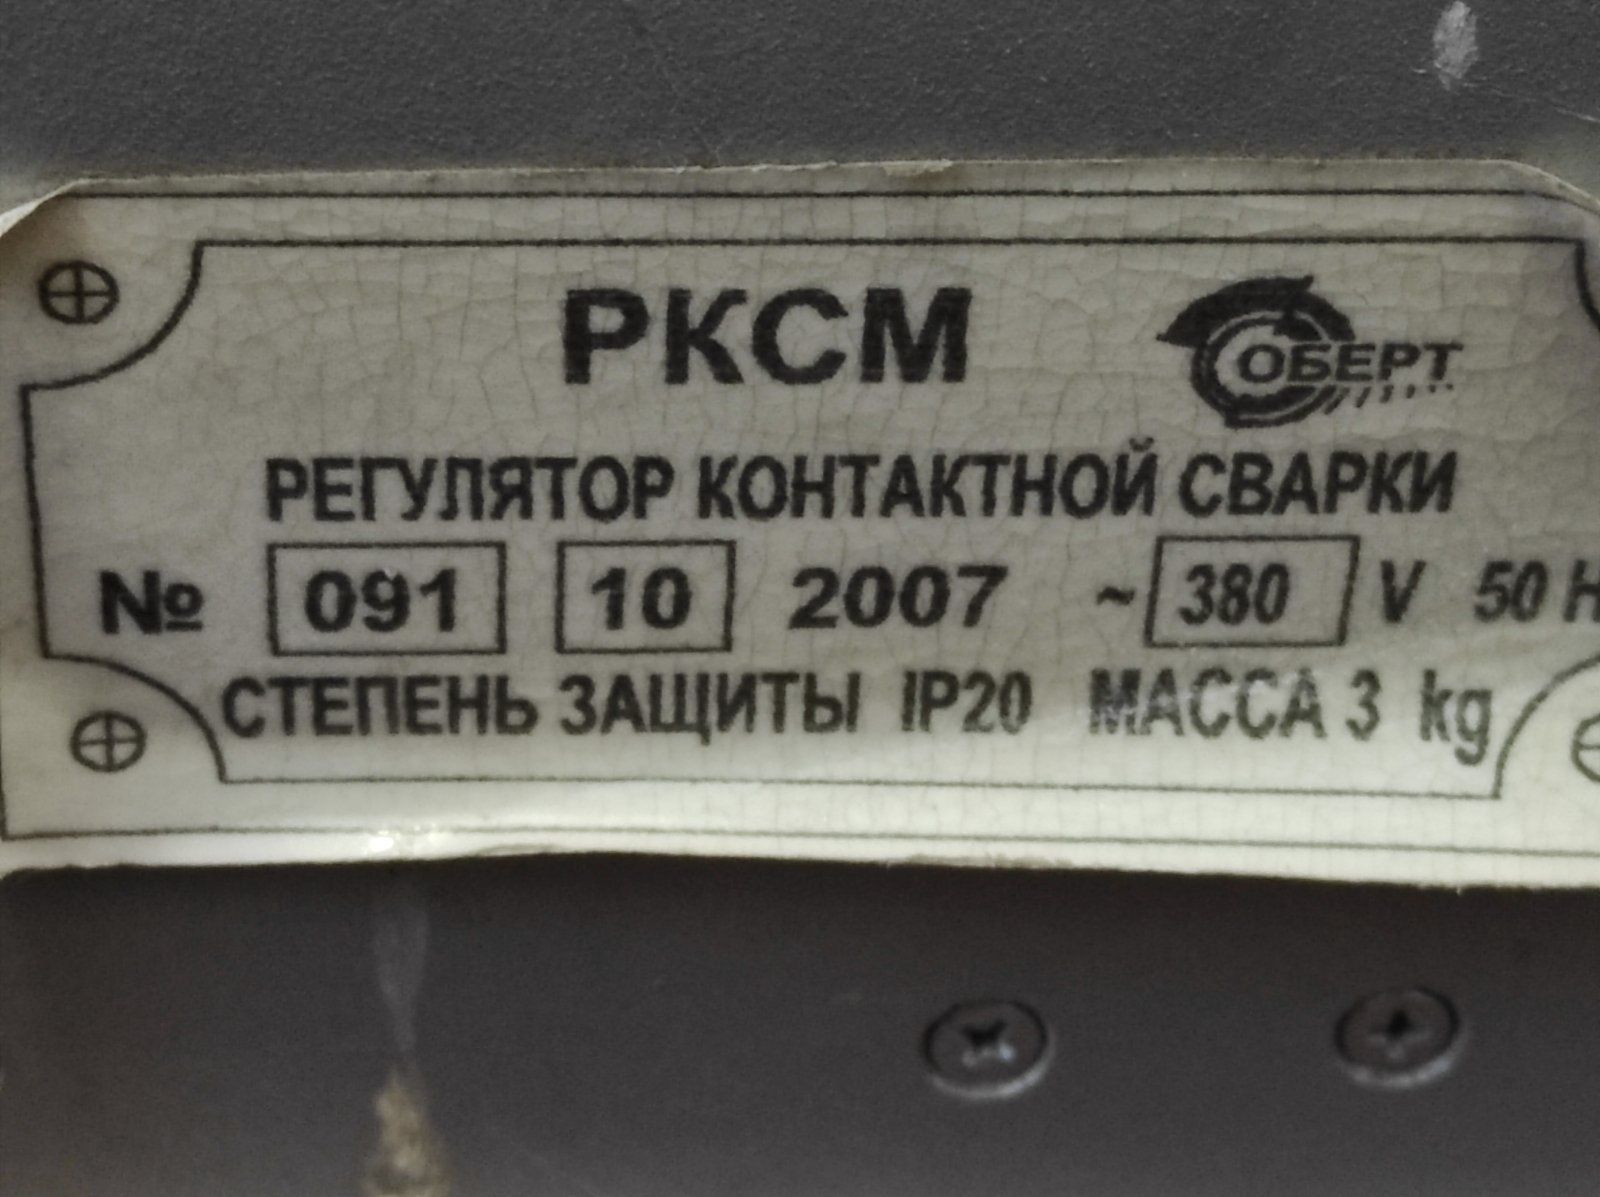 РКСМ ОБЕРТ
РЕГУЛЯТОР КОНТАКТНОЙ СВАРКИ
№ 091 10 2007 ~ 380 V 50 H
СТЕПЕНЬ ЗАЩИТЫ IP20 МАССА 3 kg